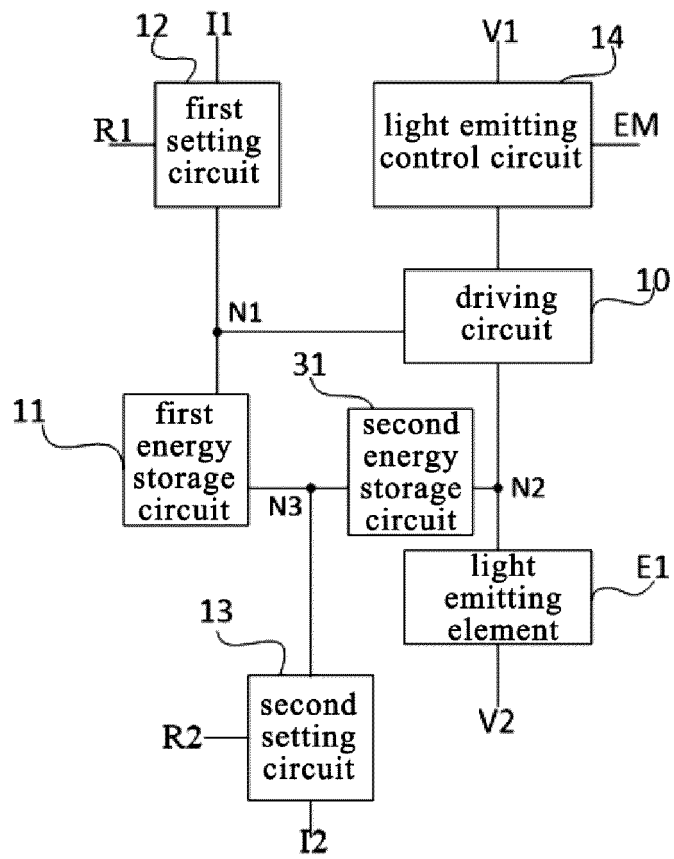 12
I1
V1
14
first
setting
circuit
R1
light emitting
control circuit
EM
driving
circuit
10
N1
31
11
first
energy
storage
circuit
second
energy
storage
circuit
N3
N2
light
emitting
element
E1
13
V2
second
setting
circuit
R2
I2